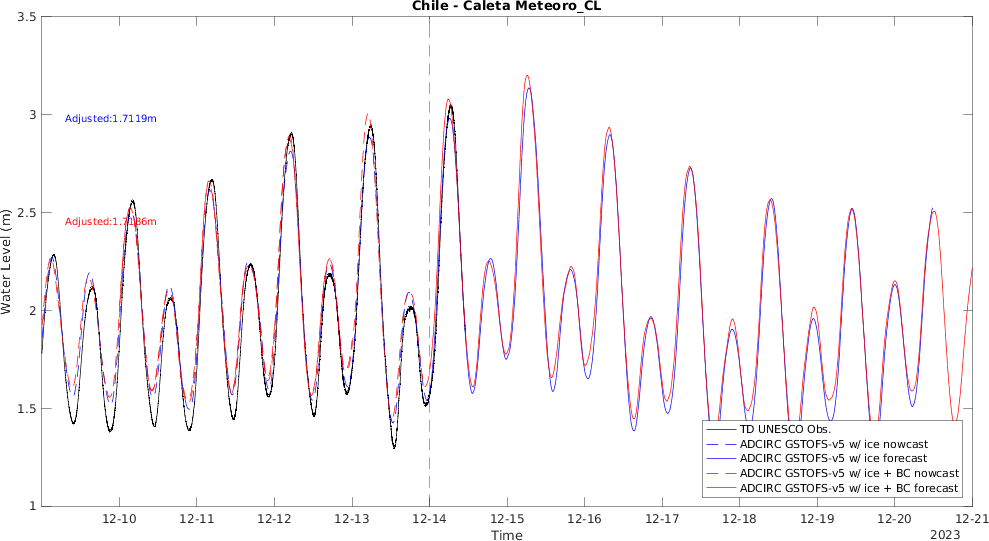 Chile - Caleta Meteoro_CL
3.5
3
2.5
2
1.5
1
Water Level (m)
Adjusted:1.7119m
Adjusted:1.7186m
TD UNESCO Obs.
ADCIRC GSTOFS-v5 w/ ice nowcast
ADCIRC GSTOFS-v5 w/ ice forecast
ADCIRC GSTOFS-v5 w/ ice + BC nowcast
ADCIRC GSTOFS-v5 w/ ice + BC forecast
12-10 12-11 12-12 12-13 12-14 12-15 12-16 12-17 12-18 12-19 12-20 12-21
Time
2023